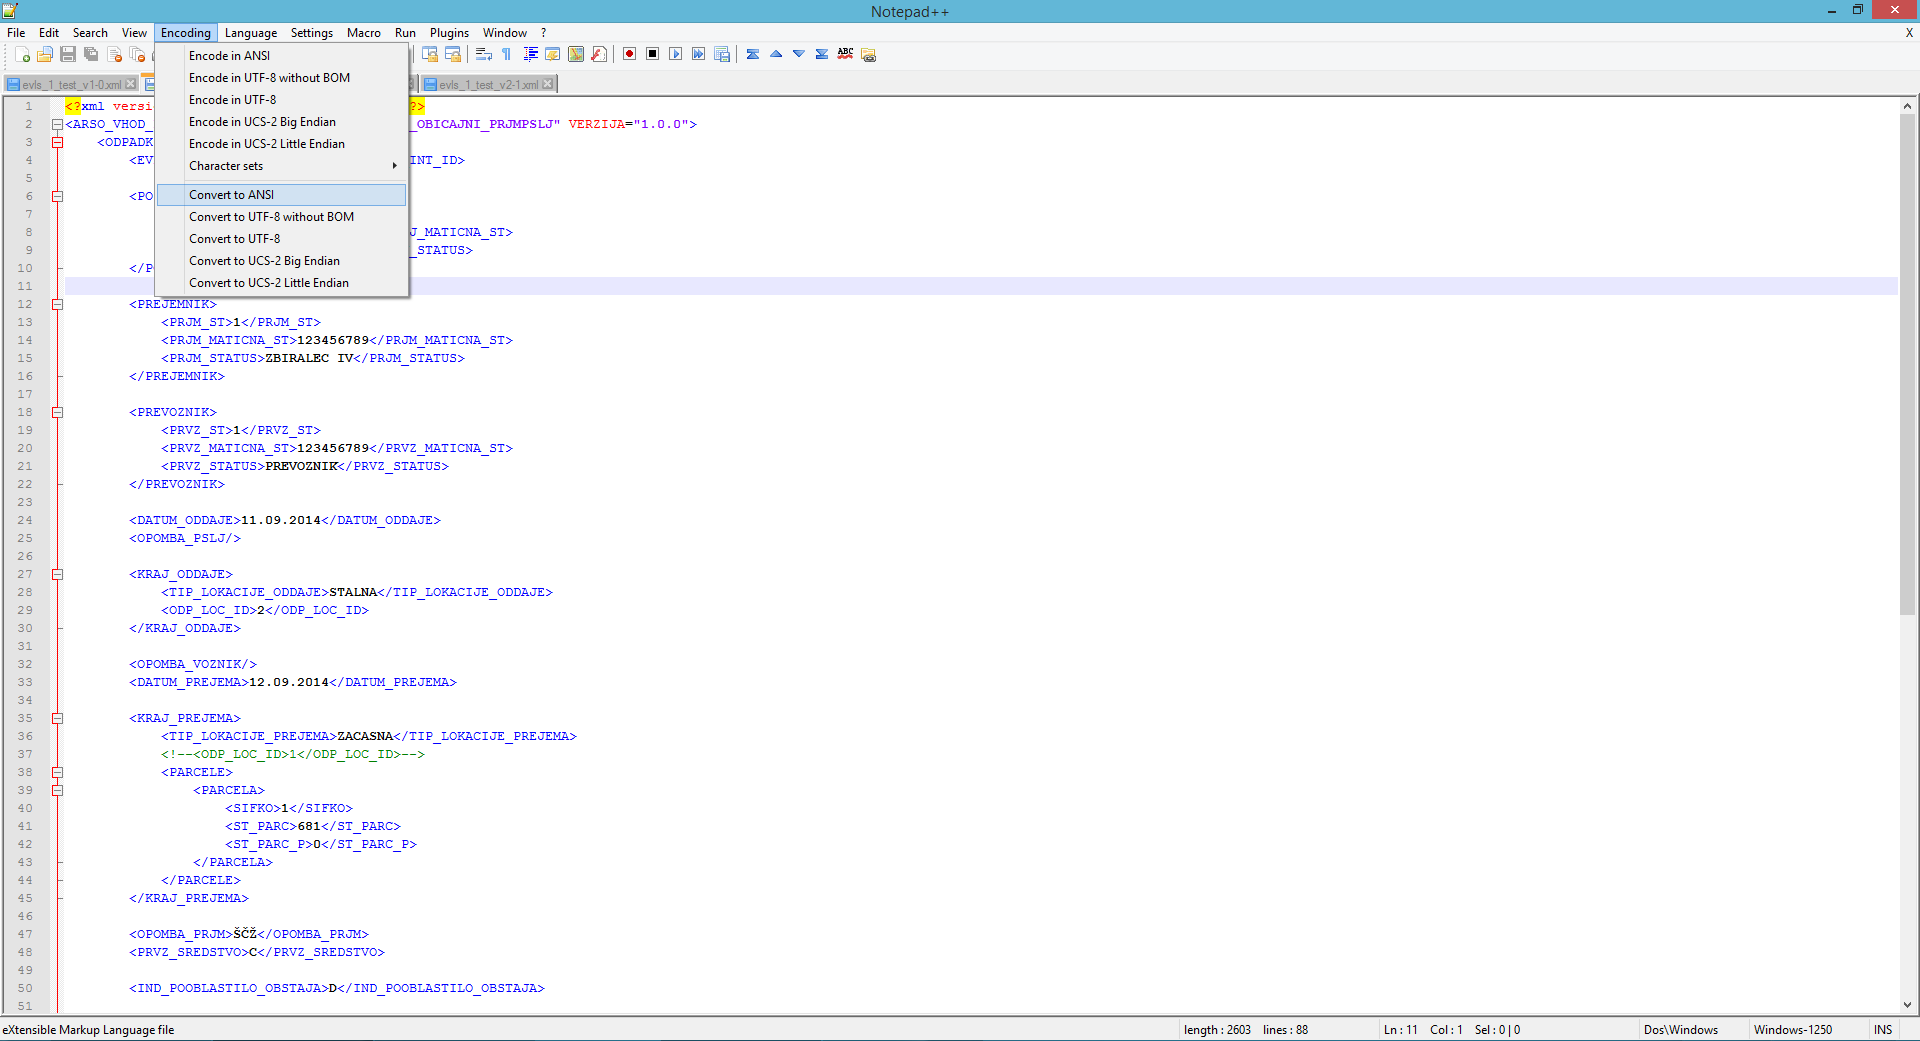 Notepad++
File Edit Search View Encoding Language Settings Macro Run Plugins Window ? X
ABC
evls_1_test_v1-0.xml evls_1_test_v2-1.xml
Encode in ANSI
Encode in UTF-8 without BOM
Encode in UTF-8
Encode in UCS-2 Big Endian
Encode in UCS-2 Little Endian
Character sets
Convert to ANSI
Convert to UTF-8 without BOM
Convert to UTF-8
Convert to UCS-2 Big Endian
Convert to UCS-2 Little Endian
1 <?xml versi ?>
2 <ARSO_VHOD_ _OBICAJNI_PRJMPSLJ" VERZIJA="1.0.0">
3 <ODPADK
4 <EV INT_ID>
5
6 <PO
7
8 J_MATICNA_ST>
9 _STATUS>
10 </P
11
12 <PREJEMNIK>
13 <PRJM_ST>1</PRJM_ST>
14 <PRJM_MATICNA_ST>123456789</PRJM_MATICNA_ST>
15 <PRJM_STATUS>ZBIRALEC IV</PRJM_STATUS>
16 </PREJEMNIK>
17
18 <PREVOZNIK>
19 <PRVZ_ST>1</PRVZ_ST>
20 <PRVZ_MATICNA_ST>123456789</PRVZ_MATICNA_ST>
21 <PRVZ_STATUS>PREVOZNIK</PRVZ_STATUS>
22 </PREVOZNIK>
23
24 <DATUM_ODDAJE>11.09.2014</DATUM_ODDAJE>
25 <OPOMBA_PSLJ/>
26
27 <KRAJ_ODDAJE>
28 <TIP_LOKACIJE_ODDAJE>STALNA</TIP_LOKACIJE_ODDAJE>
29 <ODP_LOC_ID>2</ODP_LOC_ID>
30 </KRAJ_ODDAJE>
31
32 <OPOMBA_VOZNIK/>
33 <DATUM_PREJEMA>12.09.2014</DATUM_PREJEMA>
34
35 <KRAJ_PREJEMA>
36 <TIP_LOKACIJE_PREJEMA>ZACASNA</TIP_LOKACIJE_PREJEMA>
37 <!--<ODP_LOC_ID>1</ODP_LOC_ID>-->
38 <PARCELE>
39 <PARCELA>
40 <SIFKO>1</SIFKO>
41 <ST_PARC>681</ST_PARC>
42 <ST_PARC_P>0</ST_PARC_P>
43 </PARCELA>
44 </PARCELE>
45 </KRAJ_PREJEMA>
46
47 <OPOMBA_PRJM>ŠČŽ</OPOMBA_PRJM>
48 <PRVZ_SREDSTVO>C</PRVZ_SREDSTVO>
49
50 <IND_POOBLASTILO_OBSTAJA>D</IND_POOBLASTILO_OBSTAJA>
51
eXtensible Markup Language file length : 2603 lines : 88 Ln : 11 Col : 1 Sel : 0 | 0 Dos\Windows Windows-1250 INS